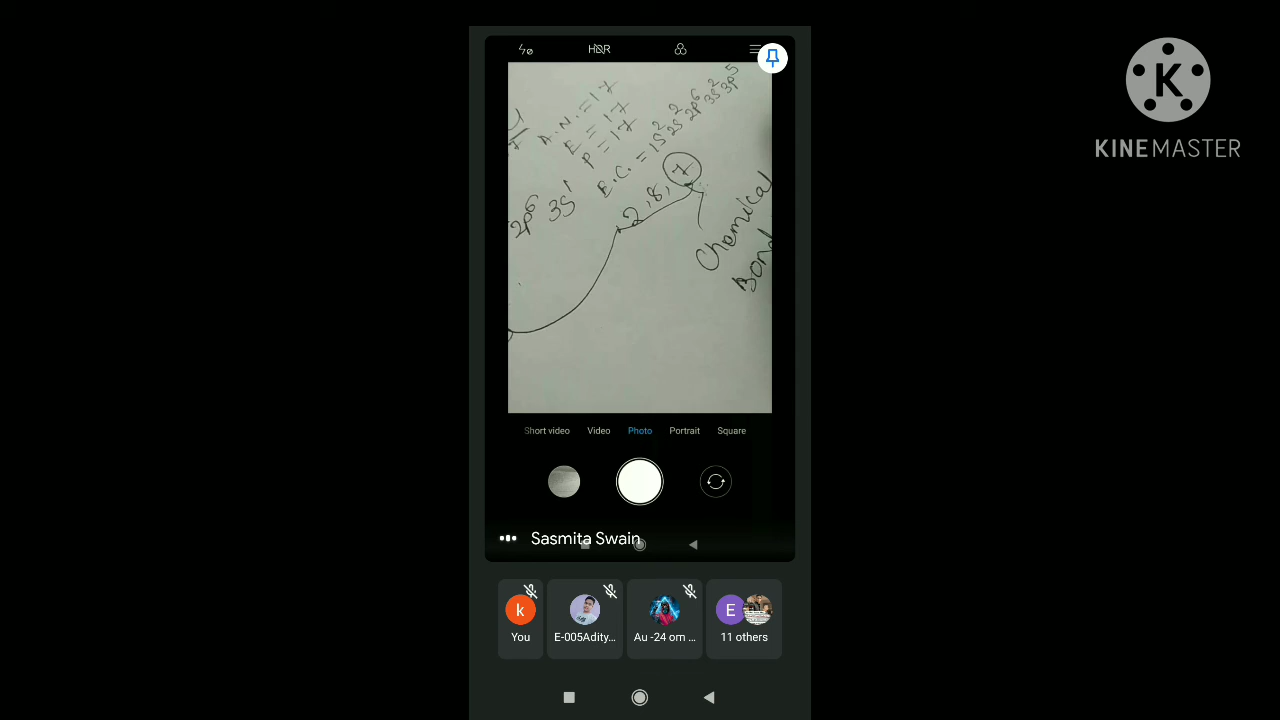 HDR
A.N. = 17
E = 17
P = 17
E.C. = 1S² 2S² 2p⁶ 3S² 3p⁵
2p⁶ 3S¹
2, 8, 7
Chemical
Bond
Short video Video Photo Portrait Square
Sasmita Swain
k
You
E-005Adity...
Au -24 om ...
E
11 others
K
KINEMASTER